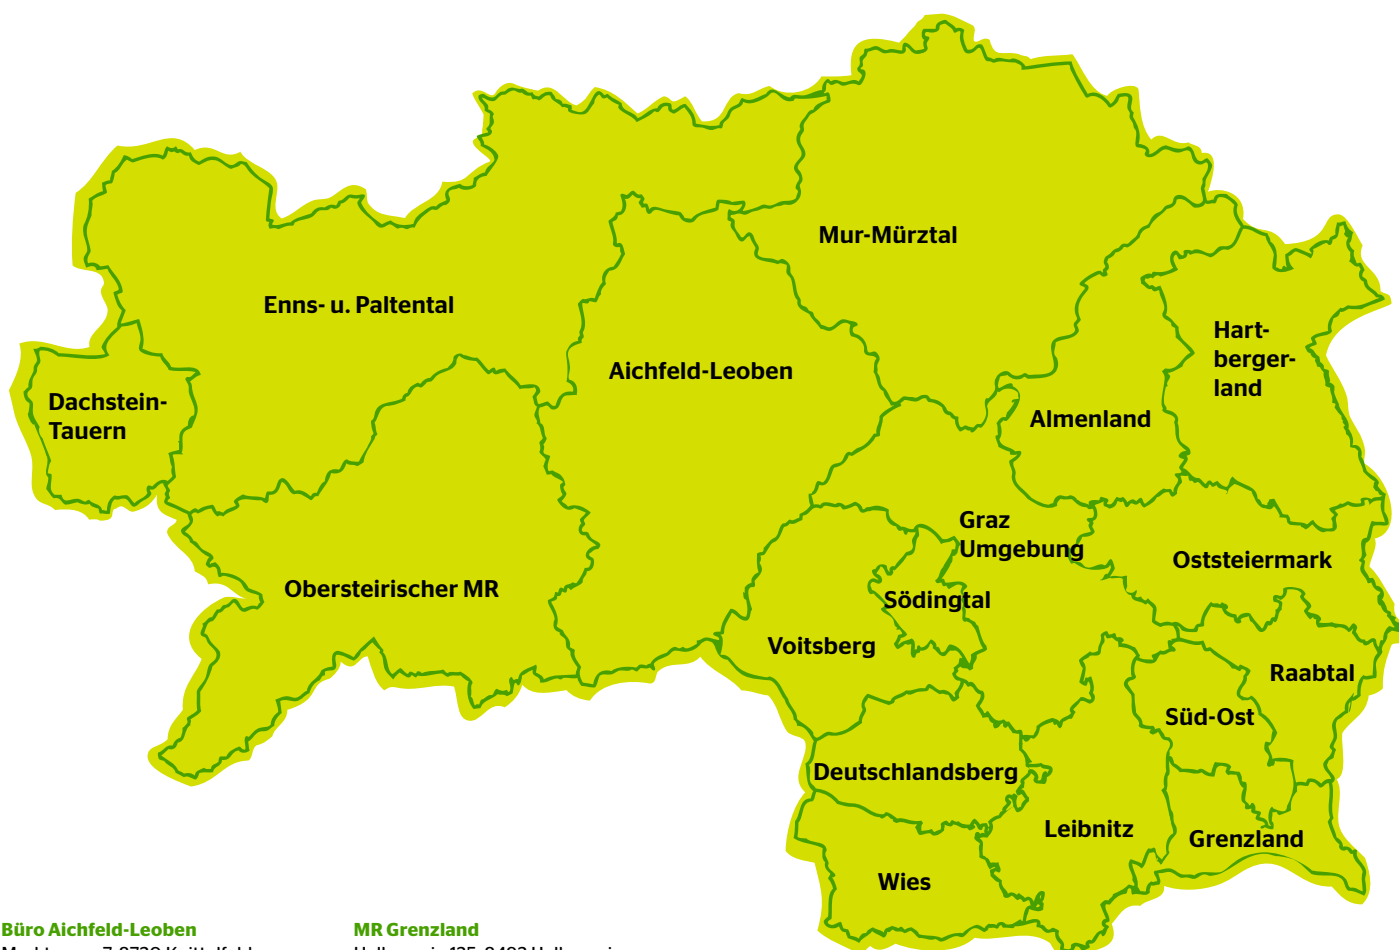 Mur-Mürztal
Enns- u. Paltental
Hart-
berger-
land
Aichfeld-Leoben
Dachstein-
Tauern
Almenland
Graz
Umgebung
Oststeiermark
Obersteirischer MR
Södingtal
Voitsberg
Raabtal
Süd-Ost
Deutschlandsberg
Leibnitz
Grenzland
Wies
Büro Aichfeld-Leoben
MR Grenzland